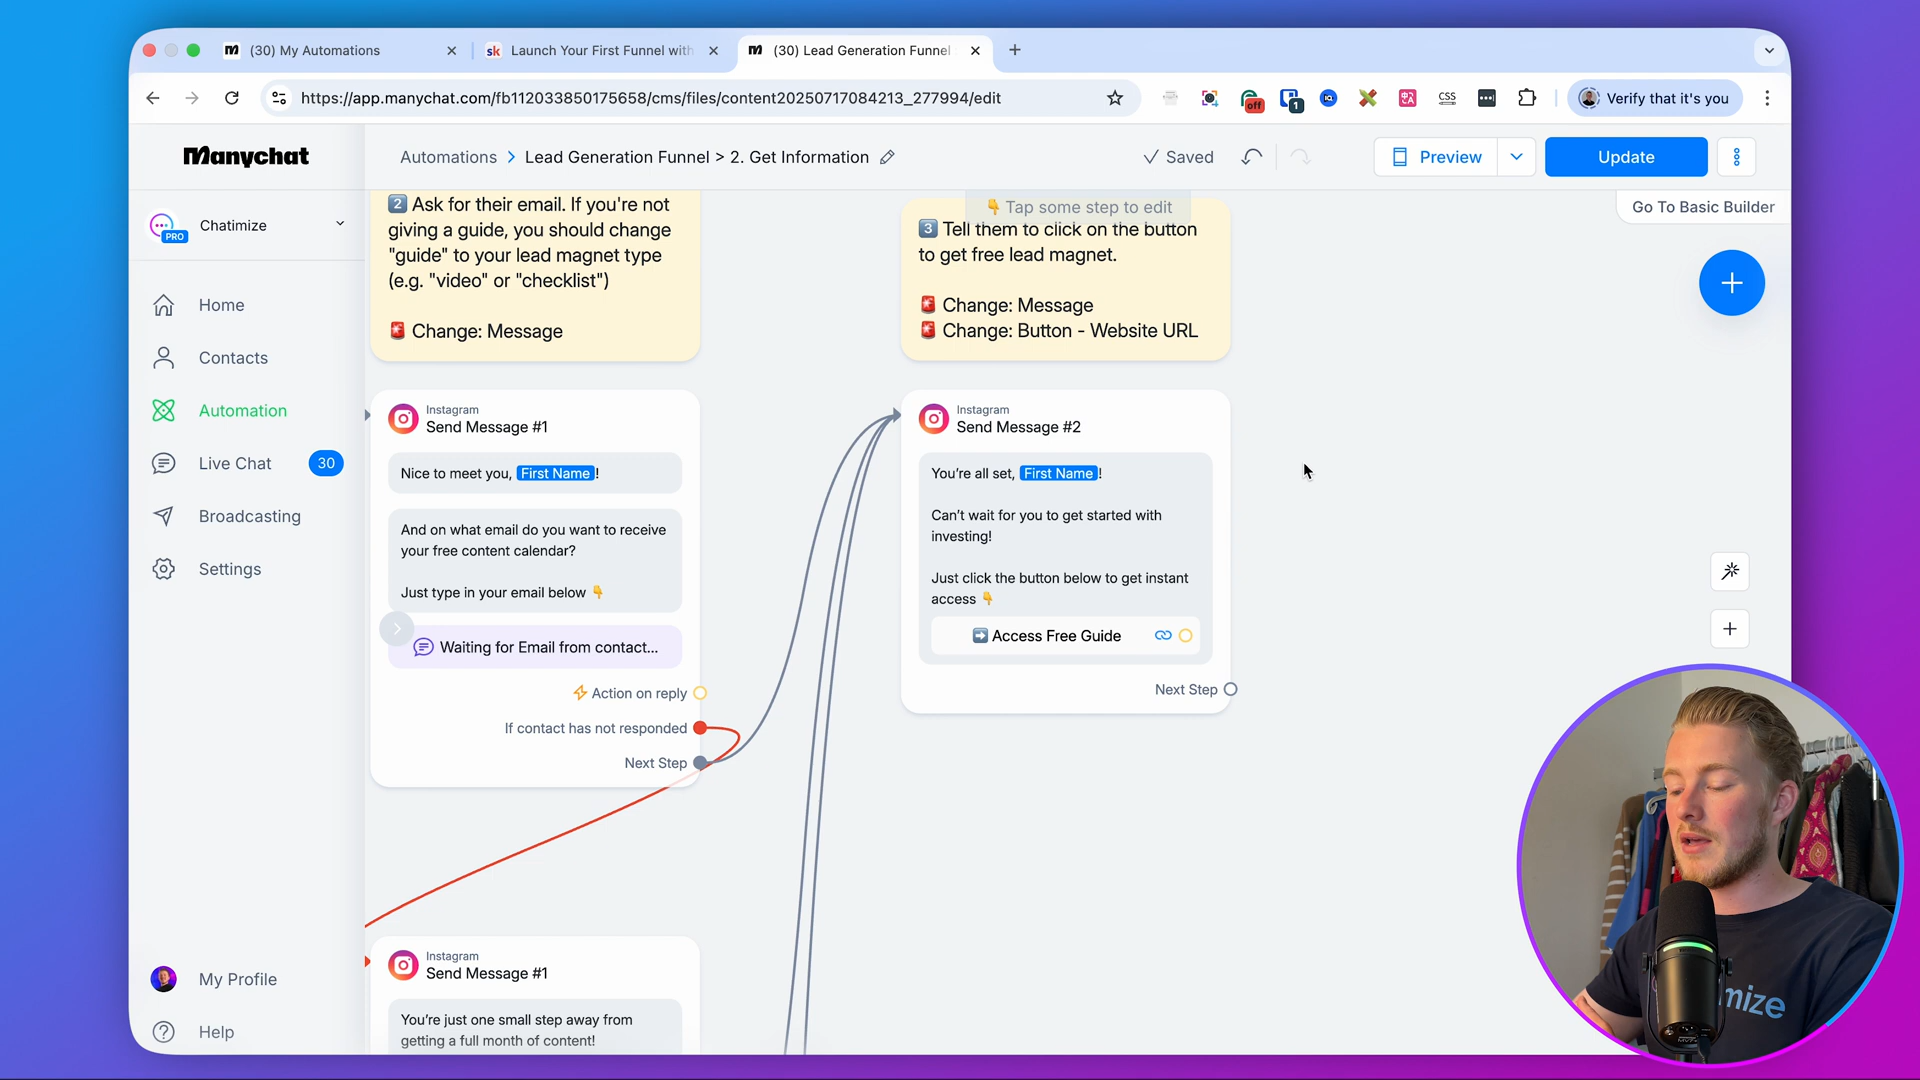 (30) My Automations
sk Launch Your First Funnel with
(30) Lead Generation Funnel
https://app.manychat.com/fb112033850175658/cms/files/content20250717084213_277994/edit
off
1
CSS
Verify that it's you
Manychat
Automations > Lead Generation Funnel > 2. Get Information
Saved
Preview
Update
Go To Basic Builder
👇 Tap some step to edit
Chatimize
PRO
Home
Contacts
Automation
Live Chat
30
Broadcasting
Settings
My Profile
Help
2 Ask for their email. If you're not
giving a guide, you should change
"guide" to your lead magnet type
(e.g. "video" or "checklist")
🚨 Change: Message
3 Tell them to click on the button
to get free lead magnet.
🚨 Change: Message
🚨 Change: Button - Website URL
Instagram
Send Message #1
Nice to meet you, First Name!
And on what email do you want to receive
your free content calendar?
Just type in your email below 👇
Waiting for Email from contact...
Action on reply
If contact has not responded
Next Step
Instagram
Send Message #2
You're all set, First Name!
Can't wait for you to get started with
investing!
Just click the button below to get instant
access 👇
➡️ Access Free Guide
Next Step
Instagram
Send Message #1
You're just one small step away from
getting a full month of content!
mize